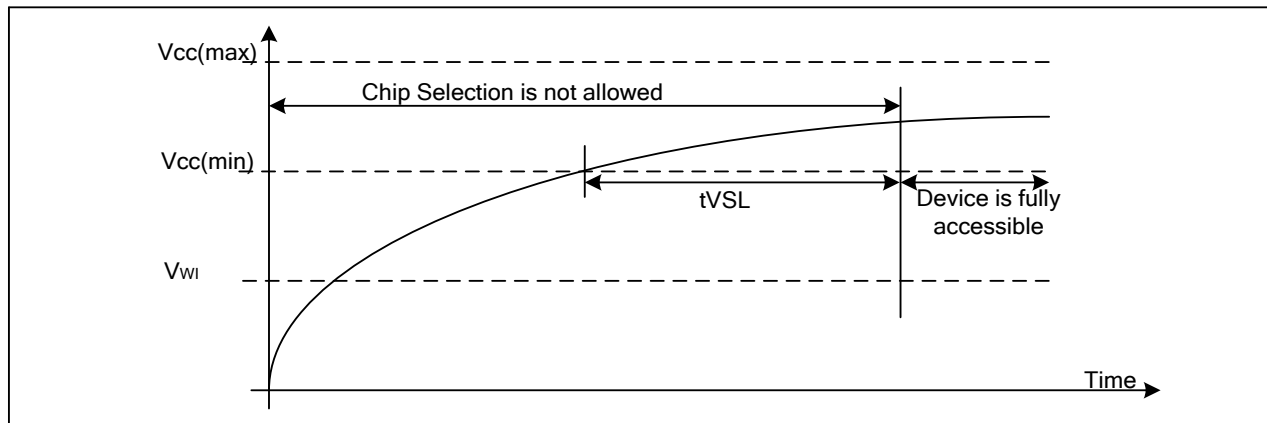 Vcc(max)
Chip Selection is not allowed
Vcc(min)
tVSL
Device is fully
accessible
VWI
Time